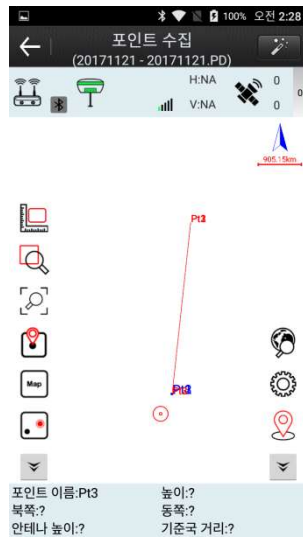 100% 오전 2:28
포인트 수집
(20171121 - 20171121.PD)
H:NA 0
V:NA 0
0
905.15km
Map
포인트 이름:Pt3 높이:?
북쪽:? 동쪽:?
안테나 높이:? 기준국 거리:?